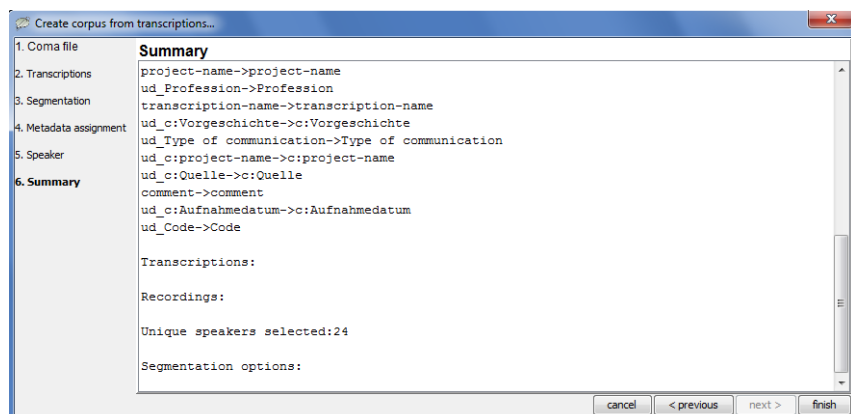 Create corpus from transcriptions...
1. Coma file
2. Transcriptions
3. Segmentation
4. Metadata assignment
5. Speaker
6. Summary
Summary
project-name->project-name
ud_Profession->Profession
transcription-name->transcription-name
ud_c:Vorgeschichte->c:Vorgeschichte
ud_Type of communication->Type of communication
ud_c:project-name->c:project-name
ud_c:Quelle->c:Quelle
comment->comment
ud_c:Aufnahmedatum->c:Aufnahmedatum
ud_Code->Code
Transcriptions:
Recordings:
Unique speakers selected:24
Segmentation options:
cancel
< previous
next >
finish